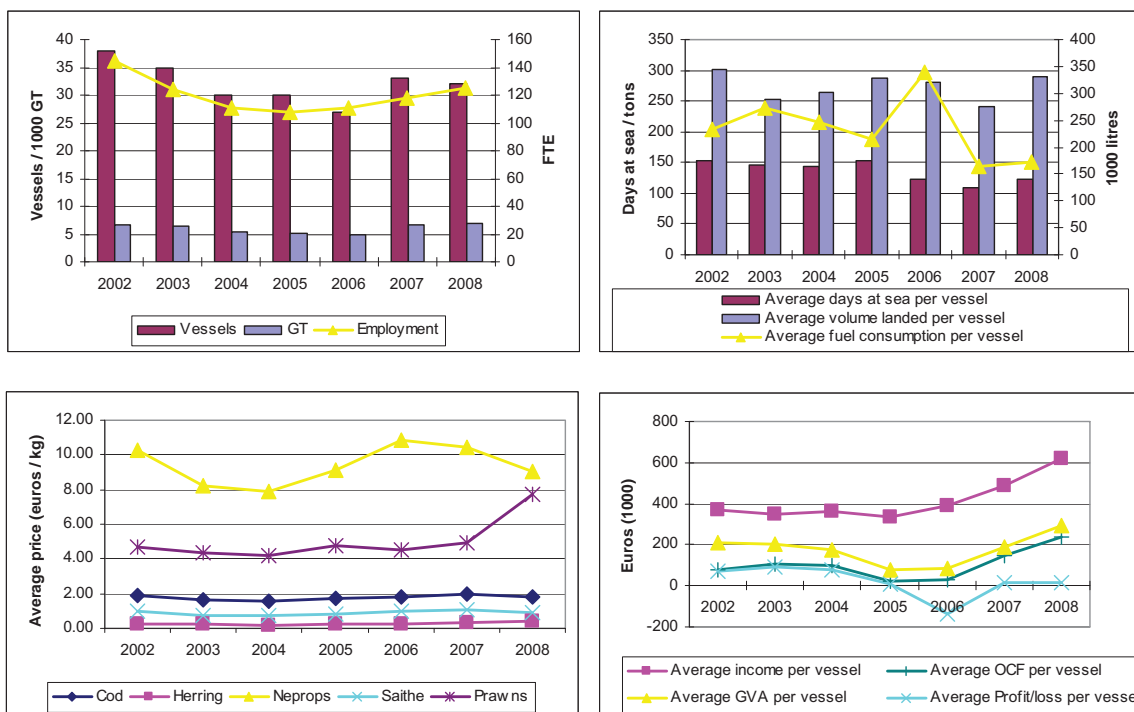 40
35
30
25
20
15
10
5
0
Vessels / 1000 GT
160
140
120
100
80
60
40
20
0
FTE
2002 2003 2004 2005 2006 2007 2008
Vessels GT Employment
350
300
250
200
150
100
50
0
Days at sea / tons
400
350
300
250
200
150
100
50
0
1000 litres
2002 2003 2004 2005 2006 2007 2008
Average days at sea per vessel
Average volume landed per vessel
Average fuel consumption per vessel
12.00
10.00
8.00
6.00
4.00
2.00
0.00
Average price (euros / kg)
2002 2003 2004 2005 2006 2007 2008
Cod Herring Neprops Saithe Prawns
800
600
400
200
0
-200
Euros (1000)
2002 2003 2004 2005 2006 2007 2008
Average income per vessel Average OCF per vessel
Average GVA per vessel Average Profit/loss per vessel